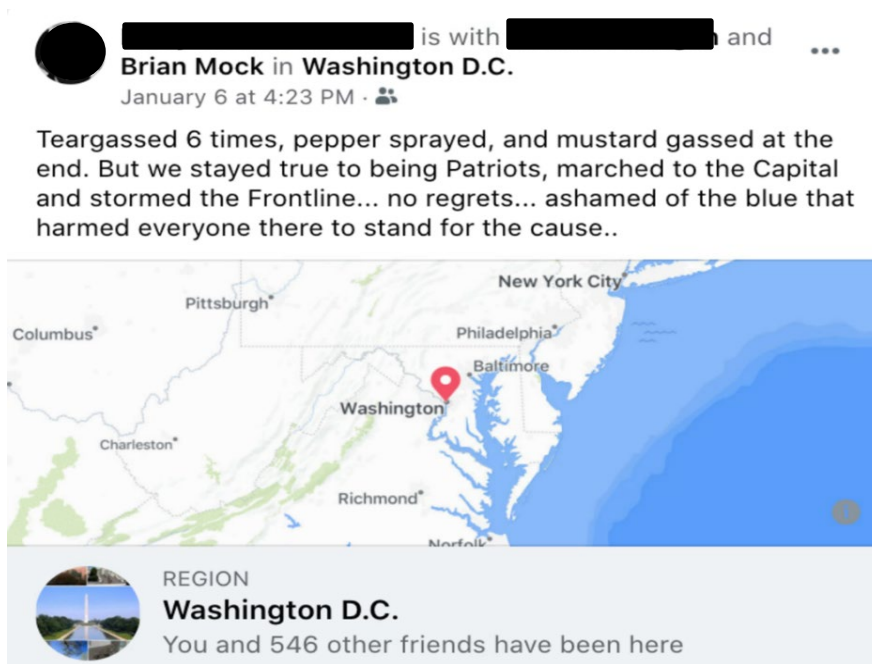 is with and
Brian Mock in Washington D.C.
January 6 at 4:23 PM ·
Teargassed 6 times, pepper sprayed, and mustard gassed at the
end. But we stayed true to being Patriots, marched to the Capital
and stormed the Frontline... no regrets... ashamed of the blue that
harmed everyone there to stand for the cause..
New York City
Pittsburgh
Columbus
Philadelphia
Baltimore
Washington
Charleston
Richmond
Norfolk
REGION
Washington D.C.
You and 546 other friends have been here